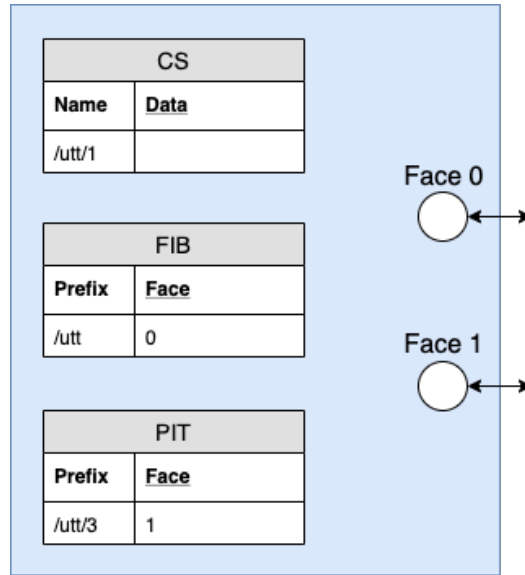 CS
Name Data
/utt/1
Face 0
FIB
Prefix Face
/utt 0
Face 1
PIT
Prefix Face
/utt/3 1